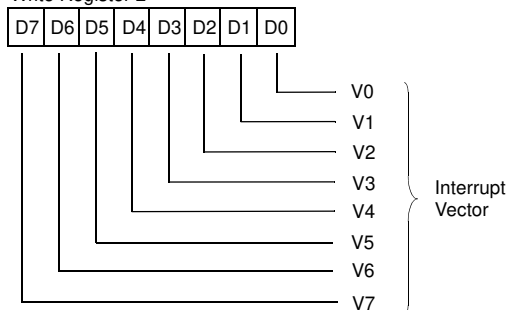 Write Register 2
D7 D6 D5 D4 D3 D2 D1 D0
V0
V1
V2
V3
V4
V5
V6
V7
Interrupt
Vector